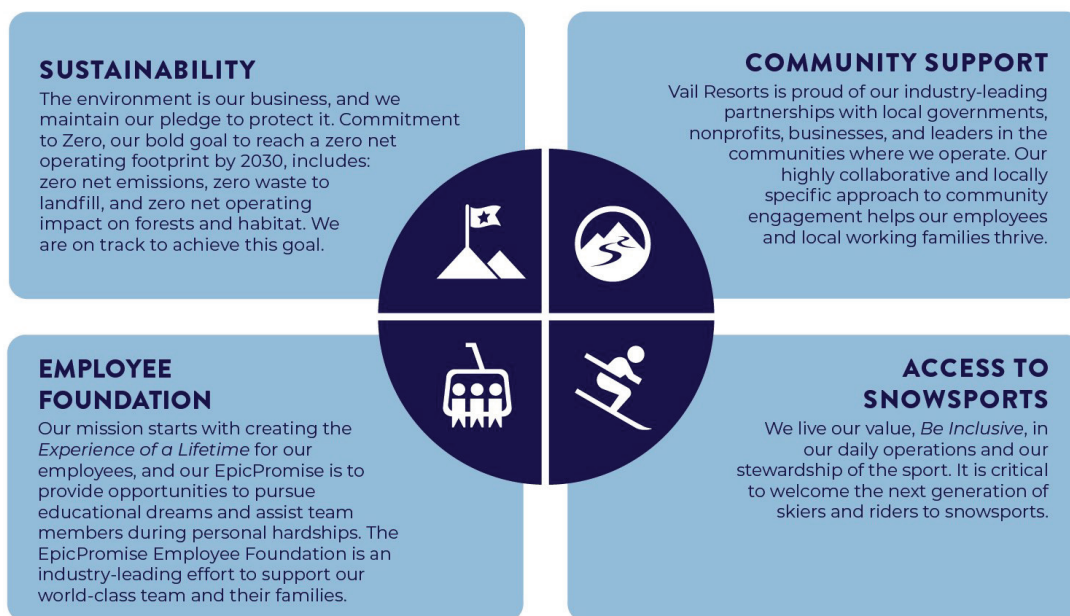 SUSTAINABILITY
The environment is our business, and we
maintain our pledge to protect it. Commitment
to Zero, our bold goal to reach a zero net
operating footprint by 2030, includes:
zero net emissions, zero waste to
landfill, and zero net operating
impact on forests and habitat. We
are on track to achieve this goal.
COMMUNITY SUPPORT
Vail Resorts is proud of our industry-leading
partnerships with local governments,
nonprofits, businesses, and leaders in the
communities where we operate. Our
highly collaborative and locally
specific approach to community
engagement helps our employees
and local working families thrive.
EMPLOYEE
FOUNDATION
Our mission starts with creating the
Experience of a Lifetime for our
employees, and our EpicPromise is to
provide opportunities to pursue
educational dreams and assist team
members during personal hardships. The
EpicPromise Employee Foundation is an
industry-leading effort to support our
world-class team and their families.
ACCESS TO
SNOWSPORTS
We live our value, Be Inclusive, in
our daily operations and our
stewardship of the sport. It is critical
to welcome the next generation of
skiers and riders to snowsports.